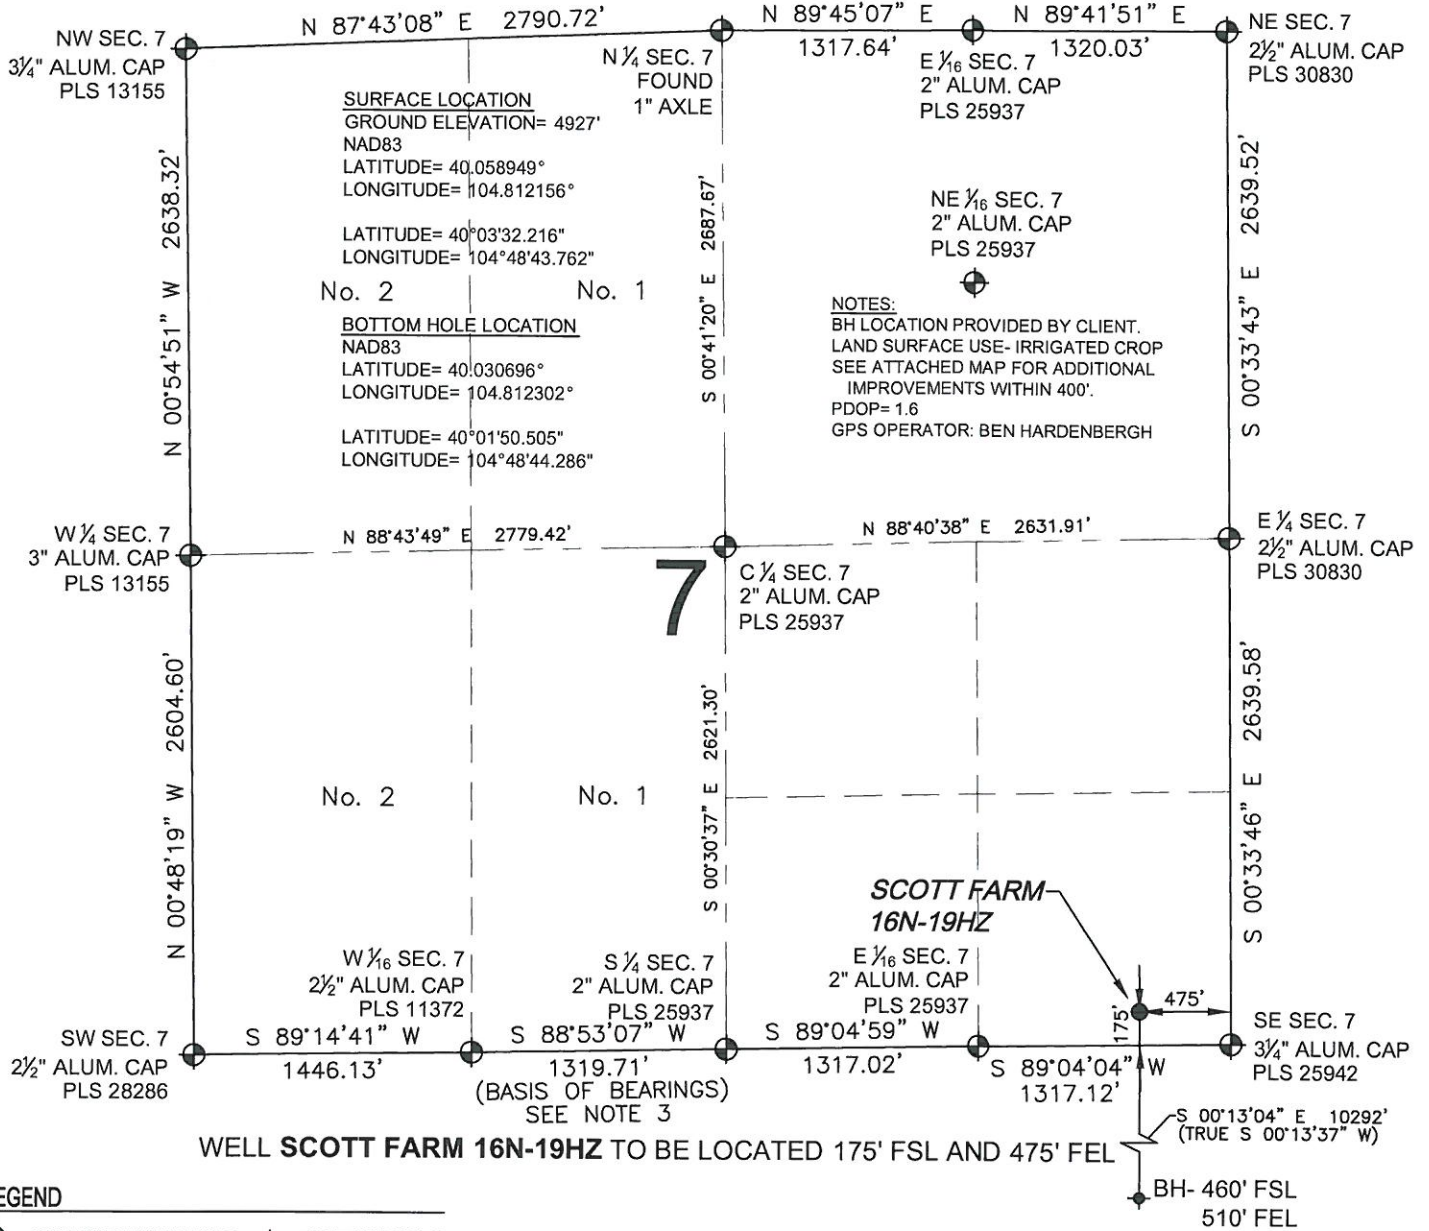 N 87°43'08" E 2790.72'
N 89°45'07" E
1317.64'
N 89°41'51" E
1320.03'
NW SEC. 7
3¼" ALUM. CAP
PLS 13155
N ¼ SEC. 7
FOUND
1" AXLE
E 1⁄16 SEC. 7
2" ALUM. CAP
PLS 25937
NE SEC. 7
2½" ALUM. CAP
PLS 30830
SURFACE LOCATION
GROUND ELEVATION= 4927'
NAD83
LATITUDE= 40.058949°
LONGITUDE= 104.812156°
LATITUDE= 40°03'32.216"
LONGITUDE= 104°48'43.762"
No. 2
No. 1
BOTTOM HOLE LOCATION
NAD83
LATITUDE= 40.030696°
LONGITUDE= 104.812302°
LATITUDE= 40°01'50.505"
LONGITUDE= 104°48'44.286"
N 00°54'51" W 2638.32'
S 00°41'20" E 2687.67'
NE 1⁄16 SEC. 7
2" ALUM. CAP
PLS 25937
NOTES:
BH LOCATION PROVIDED BY CLIENT.
LAND SURFACE USE- IRRIGATED CROP
SEE ATTACHED MAP FOR ADDITIONAL
IMPROVEMENTS WITHIN 400'.
PDOP= 1.6
GPS OPERATOR: BEN HARDENBERGH
S 00°33'43" E 2639.52'
W ¼ SEC. 7
3" ALUM. CAP
PLS 13155
N 88°43'49" E 2779.42'
N 88°40'38" E 2631.91'
E ¼ SEC. 7
2½" ALUM. CAP
PLS 30830
7
C ¼ SEC. 7
2" ALUM. CAP
PLS 25937
N 00°48'19" W 2604.60'
No. 2
No. 1
S 00°30'37" E 2621.30'
S 00°33'46" E 2639.58'
SCOTT FARM
16N-19HZ
W 1⁄16 SEC. 7
2½" ALUM. CAP
PLS 11372
S ¼ SEC. 7
2" ALUM. CAP
PLS 25937
E 1⁄16 SEC. 7
2" ALUM. CAP
PLS 25937
175'
475'
SW SEC. 7
2½" ALUM. CAP
PLS 28286
S 89°14'41" W
1446.13'
S 88°53'07" W
1319.71'
(BASIS OF BEARINGS)
SEE NOTE 3
S 89°04'59" W
1317.02'
S 89°04'04" W
1317.12'
SE SEC. 7
3¼" ALUM. CAP
PLS 25942
S 00°13'04" E 10292'
(TRUE S 00°13'37" W)
WELL SCOTT FARM 16N-19HZ TO BE LOCATED 175' FSL AND 475' FEL
BH- 460' FSL
510' FEL
EGEND